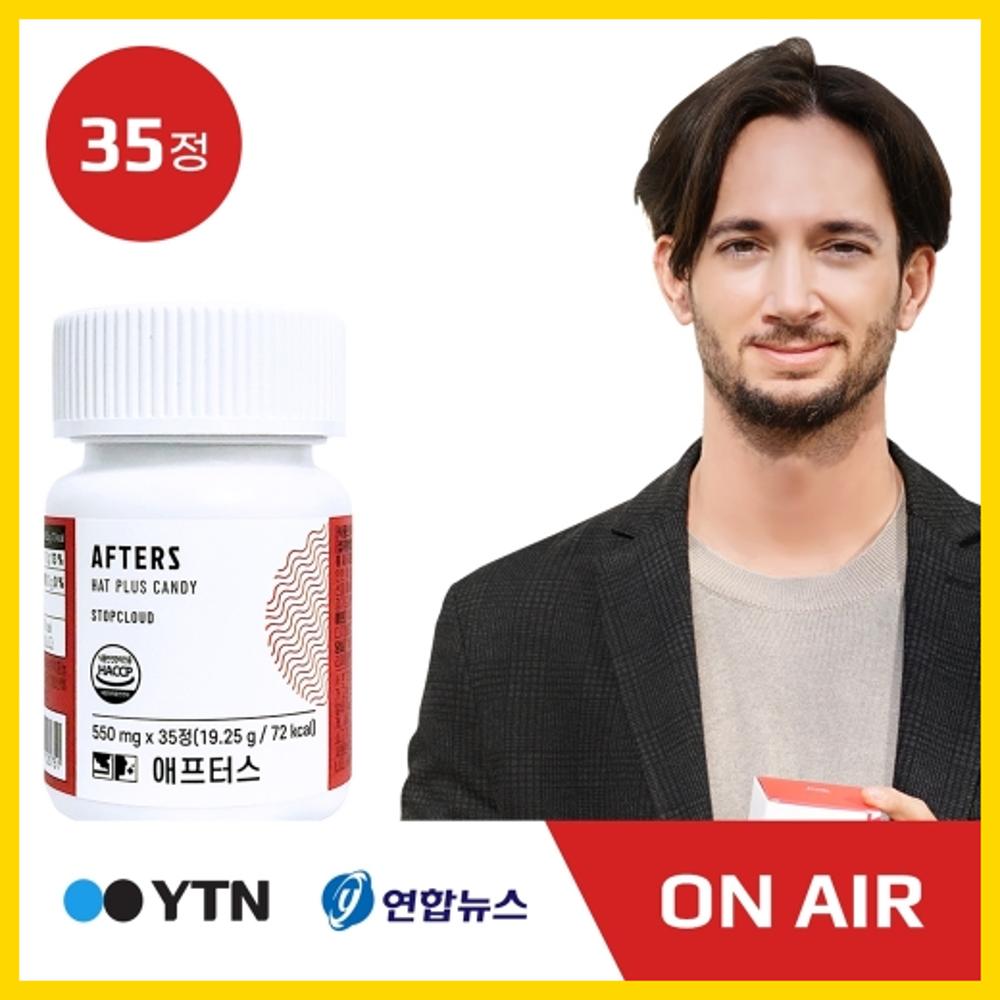 35정
AFTERS
HAT PLUS CANDY
STOPCLOUD
HACCP
550 mg x 35정(19.25 g / 72 kcal)
애프터스
YTN
연합뉴스
ON AIR